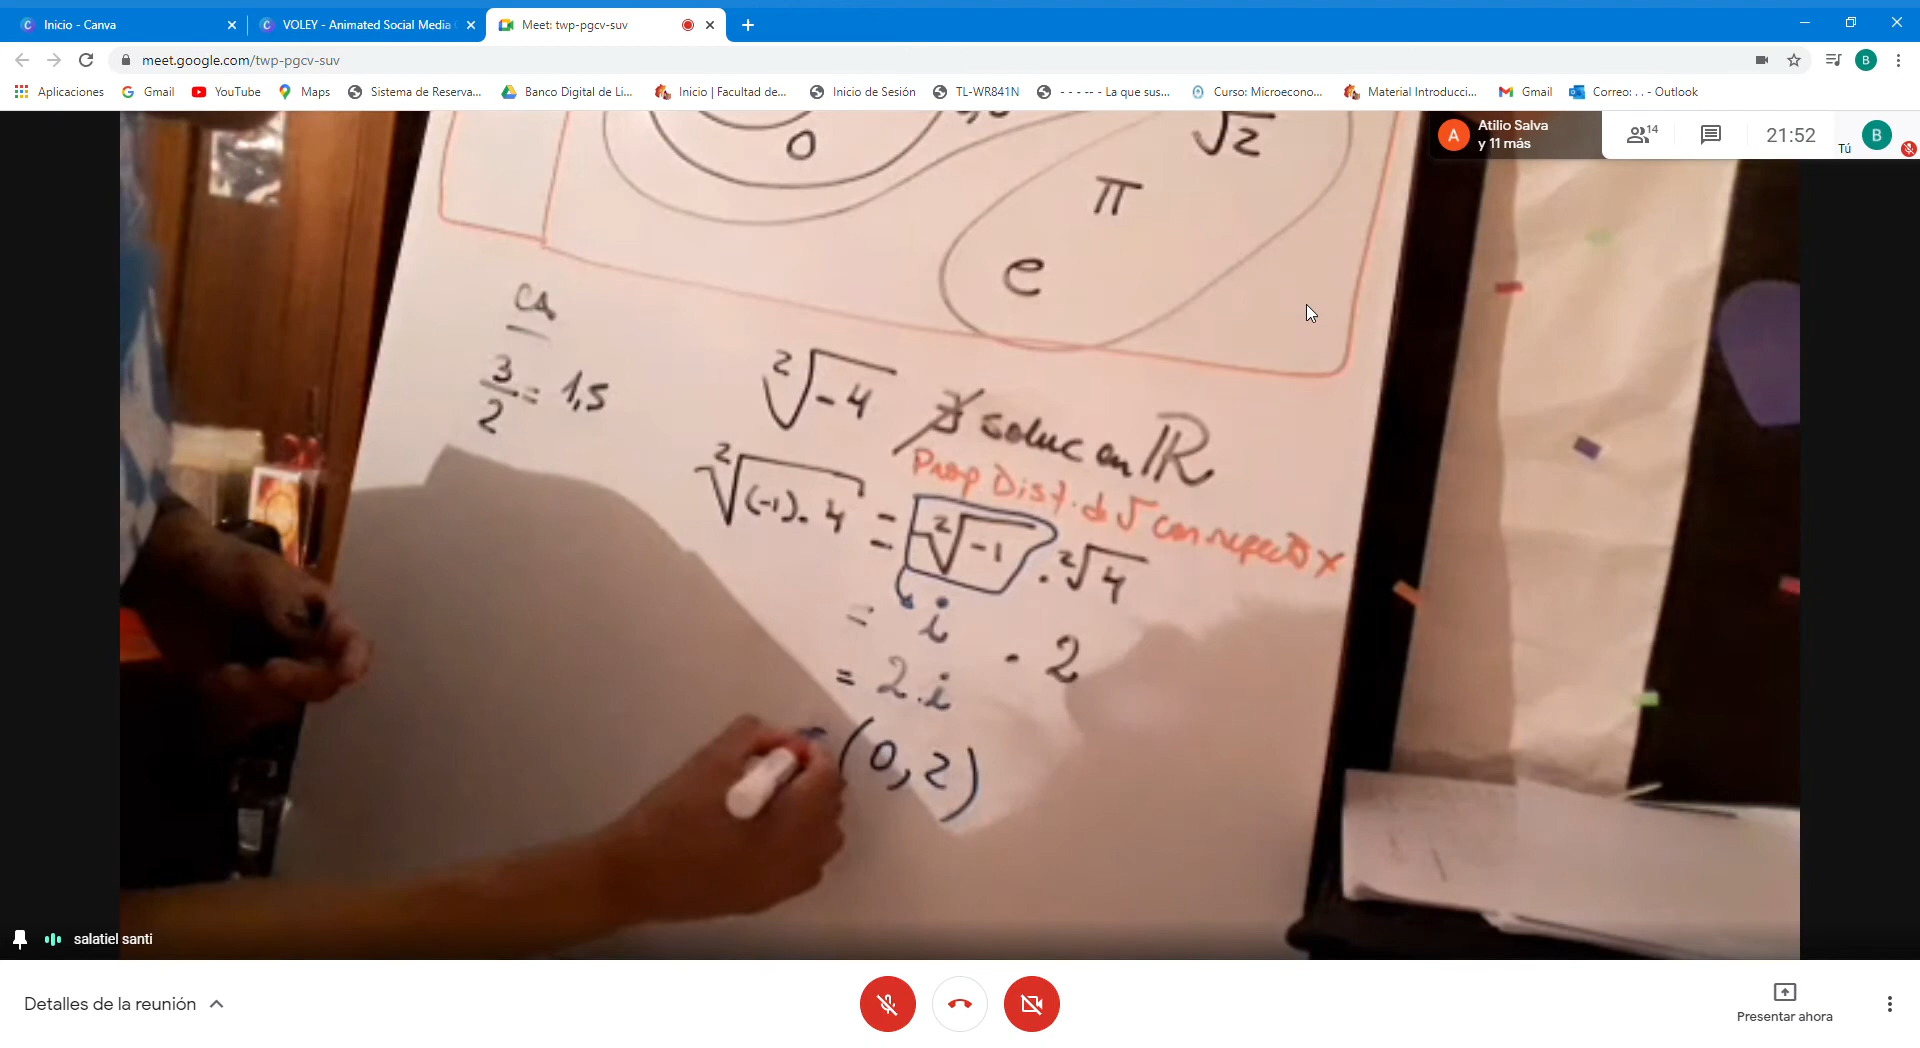 Inicio - Canva
VOLEY - Animated Social Media
Meet: twp-pgcv-suv
meet.google.com/twp-pgcv-suv
B
Aplicaciones
Gmail
YouTube
Maps
Sistema de Reserva...
Banco Digital de Li...
Inicio | Facultad de...
Inicio de Sesión
TL-WR841N
- - - -- - La que sus...
Curso: Microecono...
Material Introducci...
Gmail
Correo: . . - Outlook
A
Atilio Salva
y 11 más
14
21:52
Tú
B
0
√2
π
e
CA
3/2 = 1,5
²√-4 ∄ soluc en ℝ
Prop Dist. de √ con respecto x
²√(-1).4 = ²√-1 . ²√4
= i . 2
= 2.i
= (0,2)
salatiel santi
Detalles de la reunión
Presentar ahora